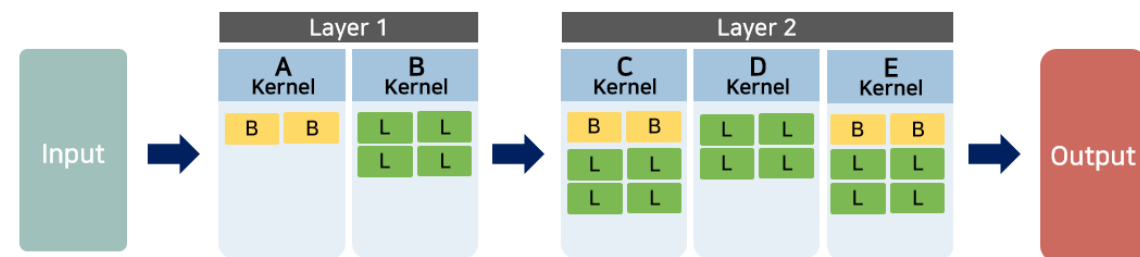 Layer 1
Layer 2
A
Kernel
B
Kernel
C
Kernel
D
Kernel
E
Kernel
Input
B B
L L
L L
B B
L L
L L
L L
L L
B B
L L
L L
Output